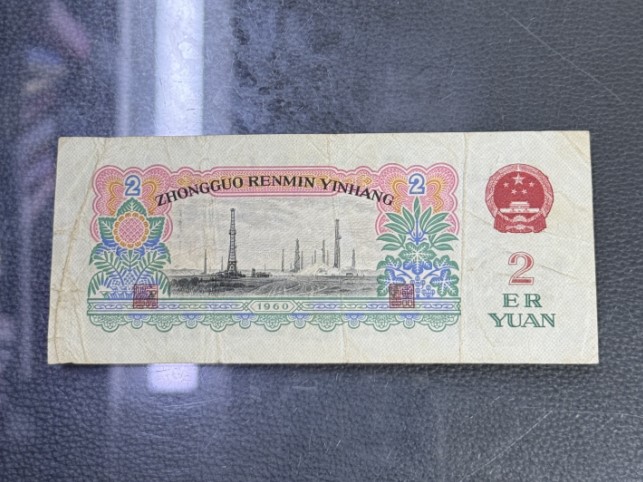 2
ZHONGGUO RENMIN YINHANG
2
1960
2
ER
YUAN